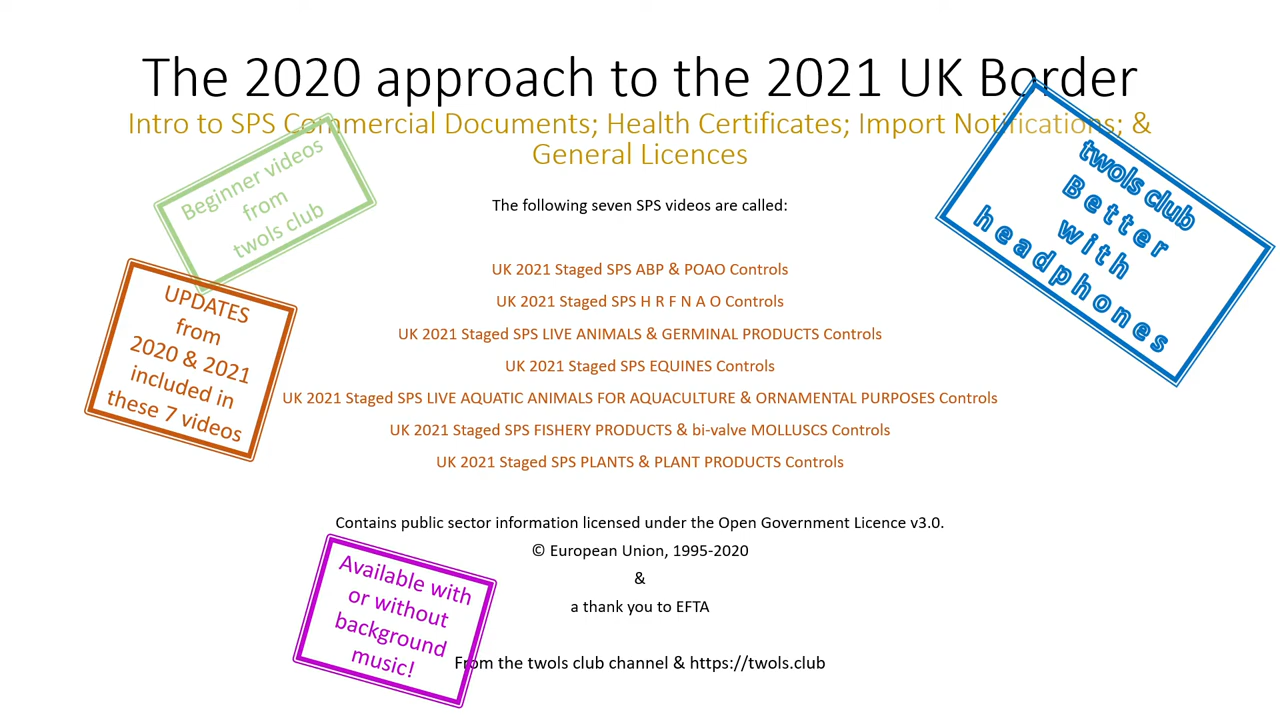 The 2020 approach to the 2021 UK Border
Intro to SPS Commercial Documents; Health Certificates; Import Notifications; &
General Licences
Beginner videos
from
twols club
twols club
Better
with
headphones
The following seven SPS videos are called:
UPDATES
from
2020 & 2021
included in
these 7 videos
UK 2021 Staged SPS ABP & POAO Controls
UK 2021 Staged SPS H R F N A O Controls
UK 2021 Staged SPS LIVE ANIMALS & GERMINAL PRODUCTS Controls
UK 2021 Staged SPS EQUINES Controls
UK 2021 Staged SPS LIVE AQUATIC ANIMALS FOR AQUACULTURE & ORNAMENTAL PURPOSES Controls
UK 2021 Staged SPS FISHERY PRODUCTS & bi-valve MOLLUSCS Controls
UK 2021 Staged SPS PLANTS & PLANT PRODUCTS Controls
Contains public sector information licensed under the Open Government Licence v3.0.
© European Union, 1995-2020
&
a thank you to EFTA
Available with
or without
background
music!
From the twols club channel & https://twols.club